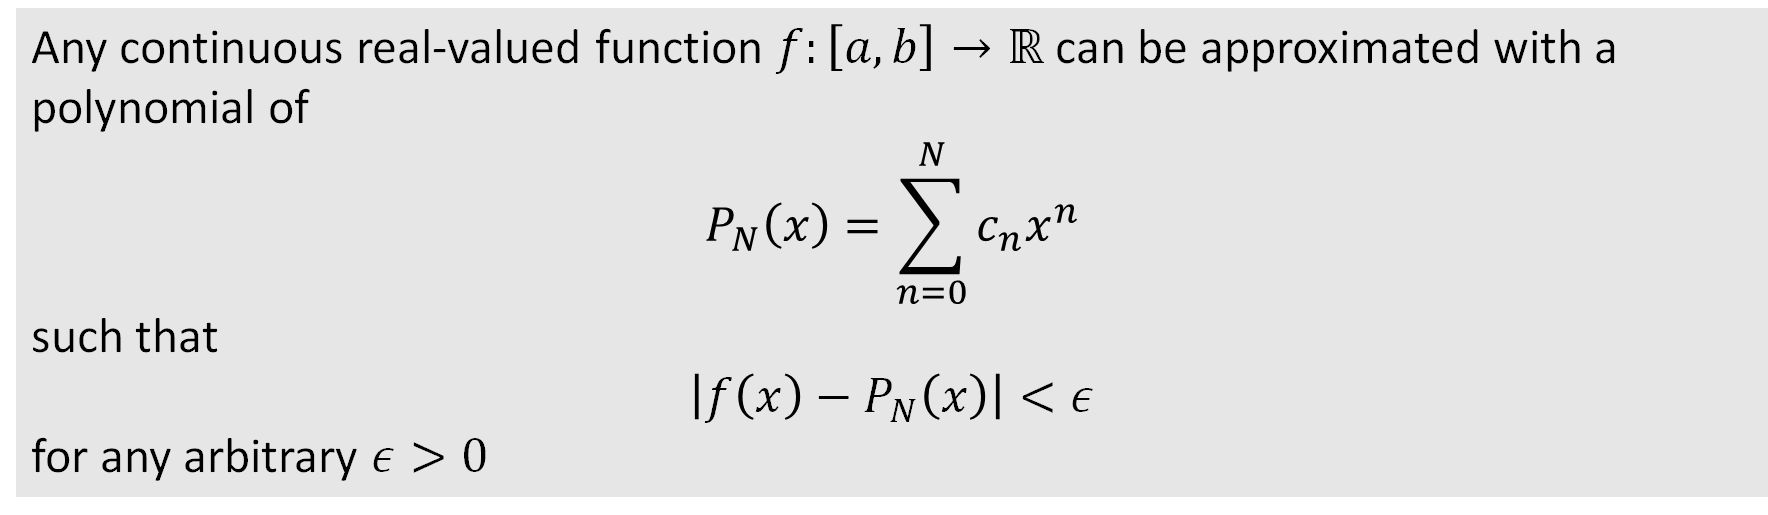 Any continuous real-valued function f: [a, b] → ℝ can be approximated with a
polynomial of
P_N(x) = \sum_{n=0}^{N} c_n x^n
such that
|f(x) − P_N(x)| < ϵ
for any arbitrary ϵ > 0